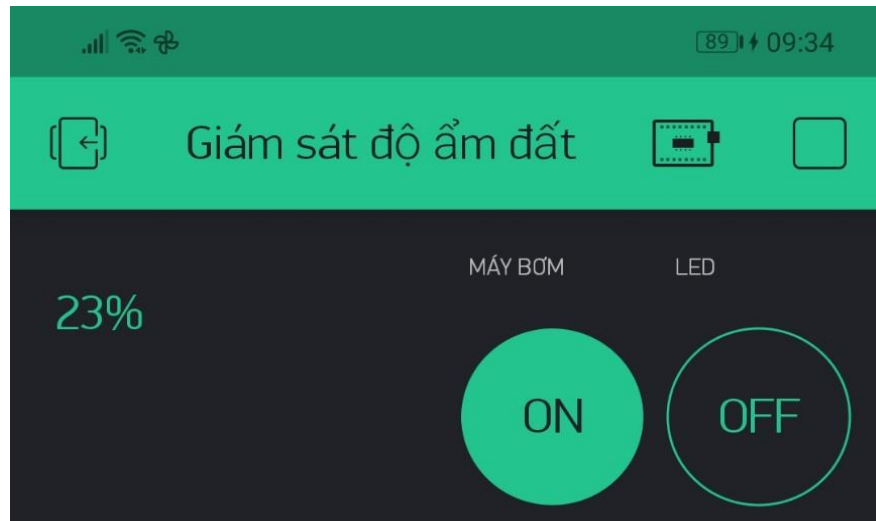 89 09:34
Giám sát độ ẩm đất
MÁY BƠM LED
23%
ON OFF